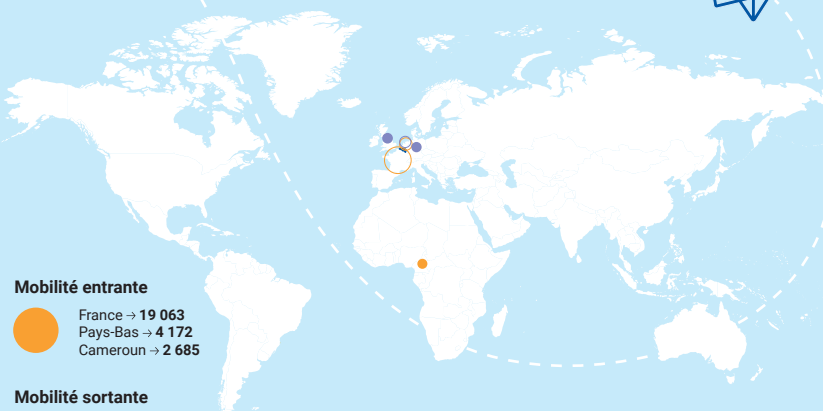 Mobilité entrante
France → 19 063
Pays-Bas → 4 172
Cameroun → 2 685
Mobilité sortante